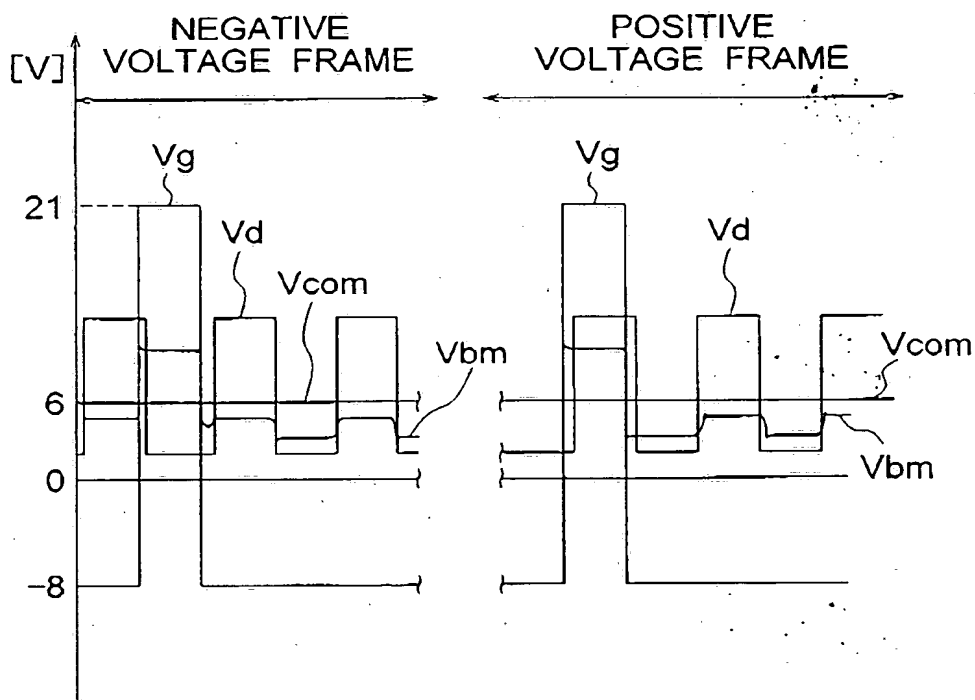 NEGATIVE
VOLTAGE FRAME
POSITIVE
VOLTAGE FRAME
[V]
Vg
Vg
21
Vd
Vd
Vcom
Vbm
Vcom
6
Vbm
0
-8